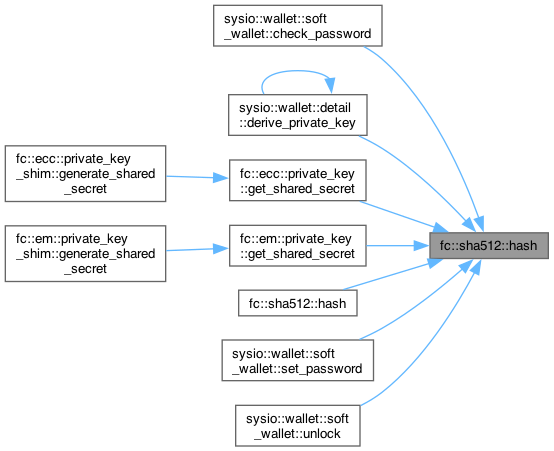 sysio::wallet::soft
_wallet::check_password
sysio::wallet::detail
::derive_private_key
fc::ecc::private_key
_shim::generate_shared
_secret
fc::ecc::private_key
::get_shared_secret
fc::em::private_key
_shim::generate_shared
_secret
fc::em::private_key
::get_shared_secret
fc::sha512::hash
fc::sha512::hash
sysio::wallet::soft
_wallet::set_password
sysio::wallet::soft
_wallet::unlock